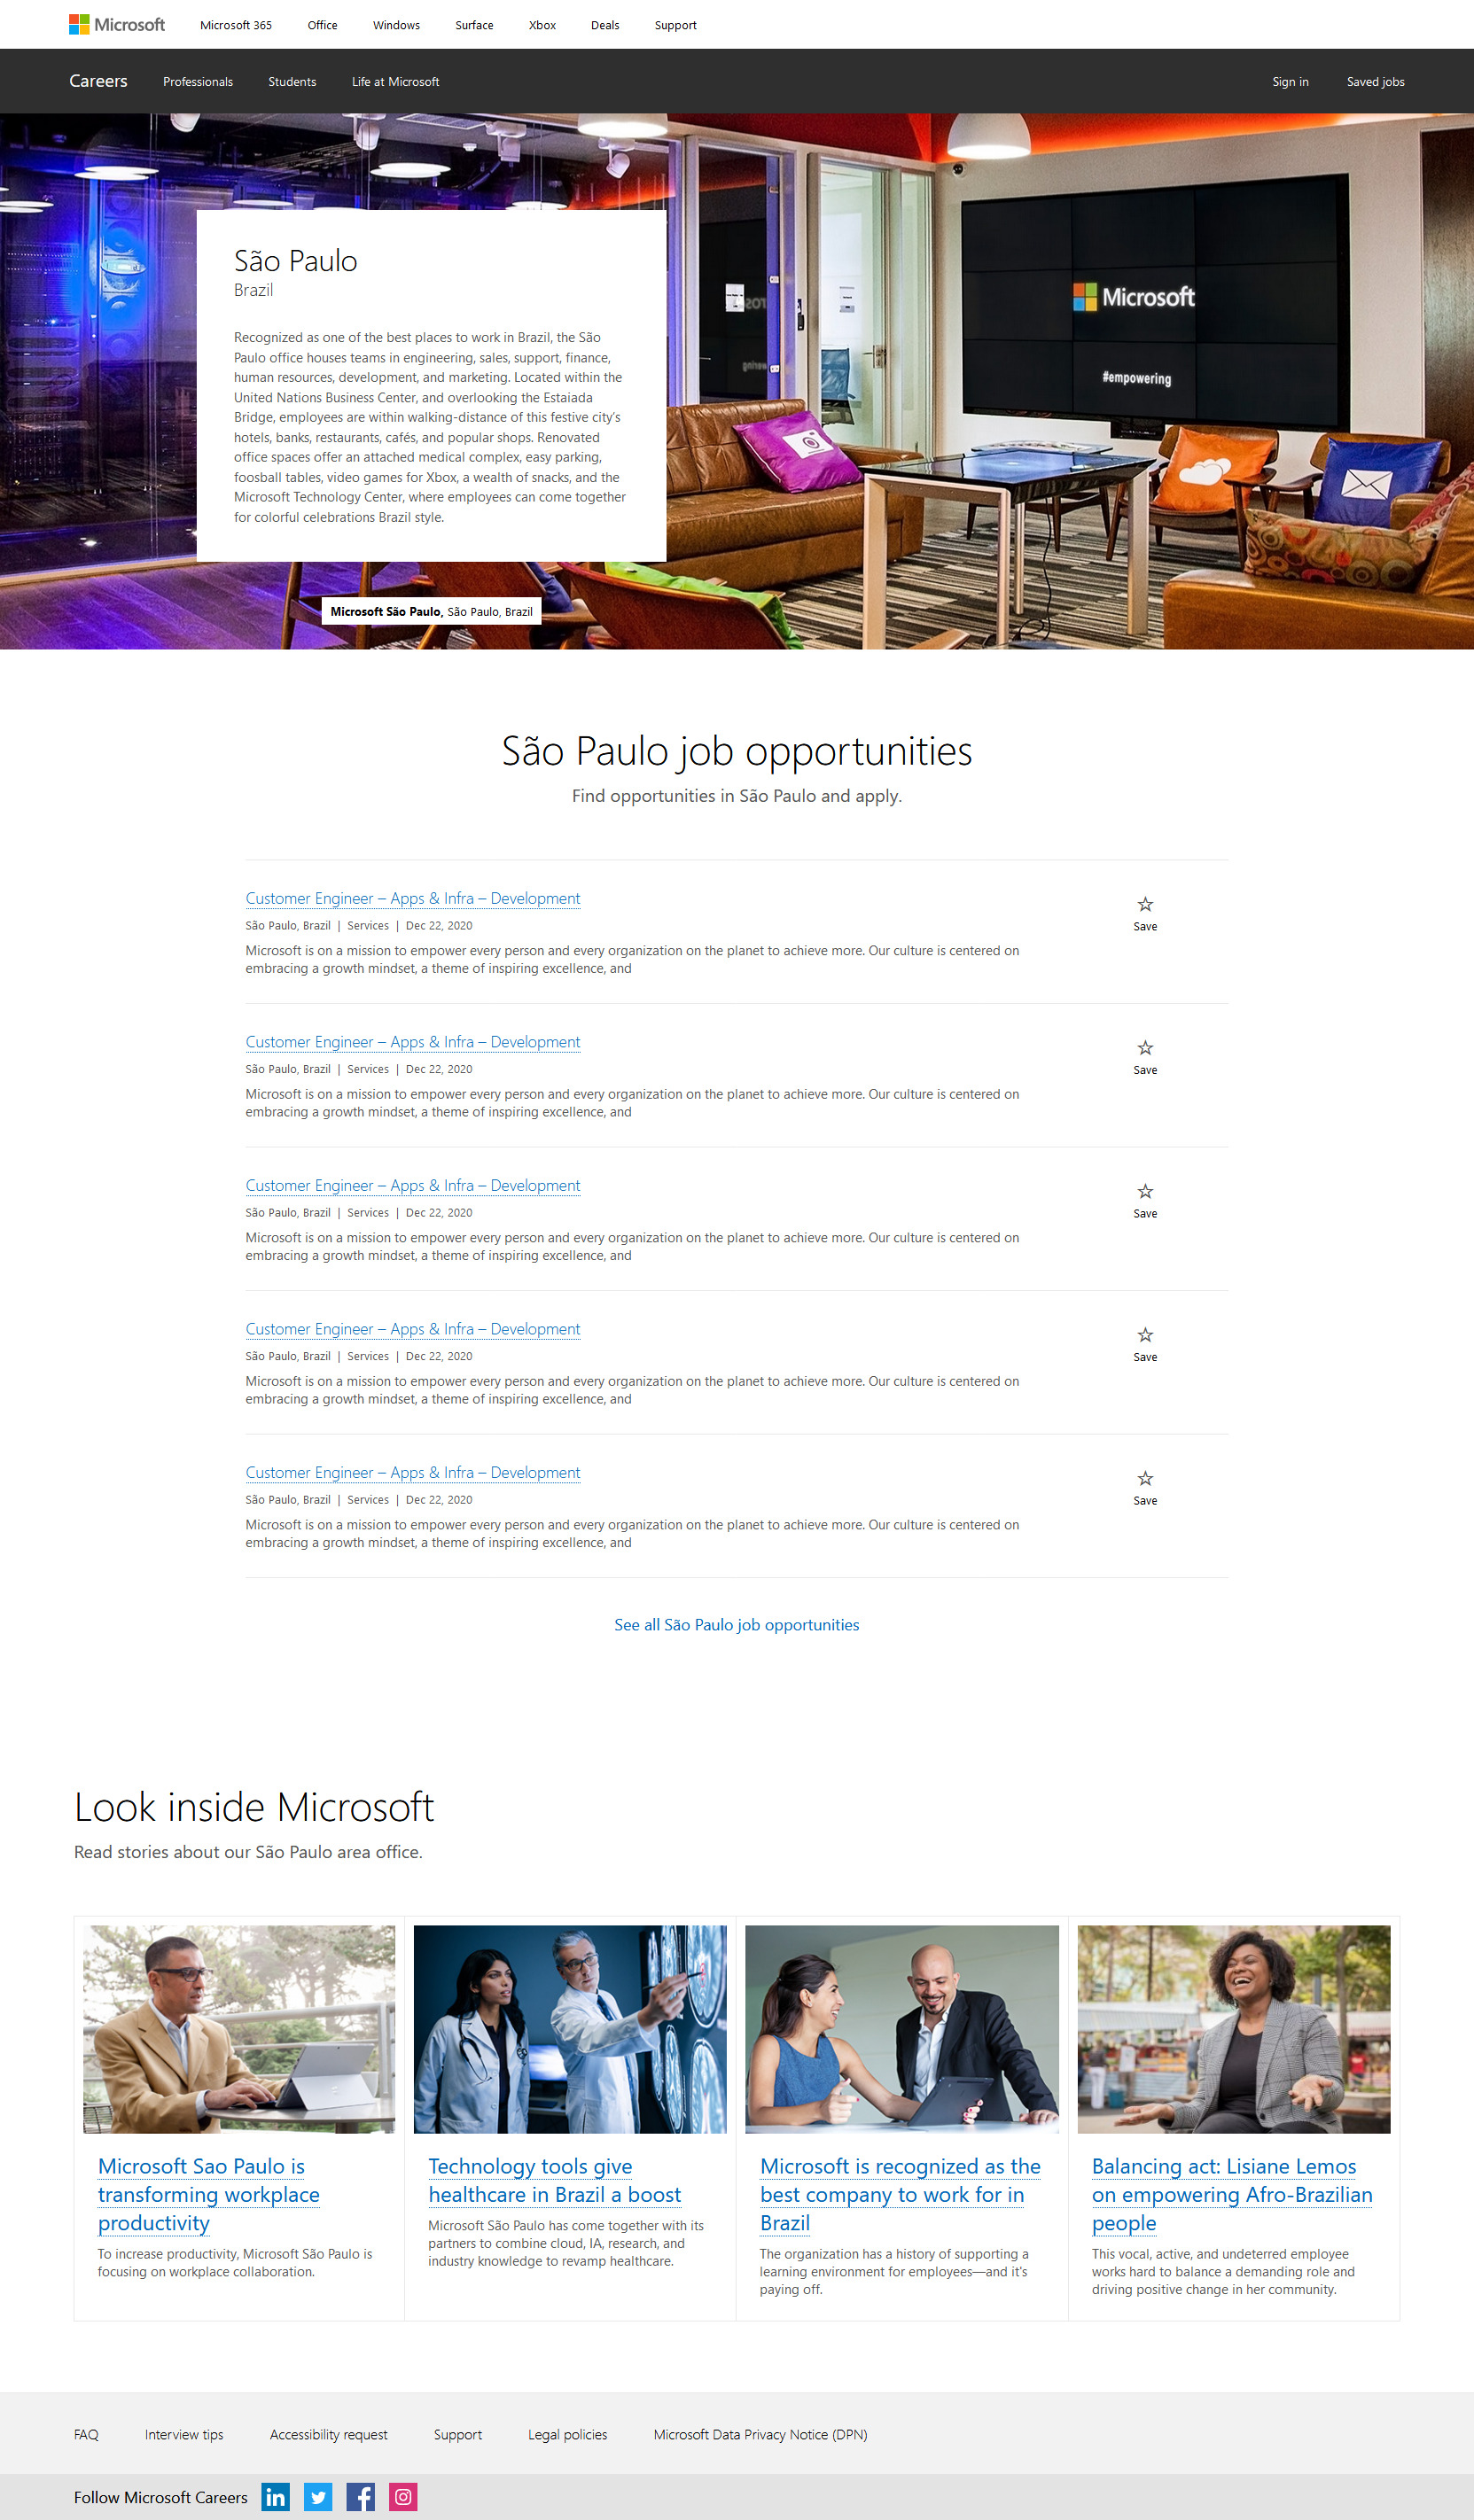 Microsoft
Microsoft 365
Office
Windows
Surface
Xbox
Deals
Support
Careers
Professionals
Students
Life at Microsoft
Sign in
Saved jobs
São Paulo
Brazil
Recognized as one of the best places to work in Brazil, the São
Paulo office houses teams in engineering, sales, support, finance,
human resources, development, and marketing. Located within the
United Nations Business Center, and overlooking the Estaiada
Bridge, employees are within walking-distance of this festive city's
hotels, banks, restaurants, cafés, and popular shops. Renovated
office spaces offer an attached medical complex, easy parking,
foosball tables, video games for Xbox, a wealth of snacks, and the
Microsoft Technology Center, where employees can come together
for colorful celebrations Brazil style.
Microsoft
#empowering
Microsoft São Paulo, São Paulo, Brazil
São Paulo job opportunities
Find opportunities in São Paulo and apply.
Customer Engineer – Apps & Infra – Development
São Paulo, Brazil | Services | Dec 22, 2020
Microsoft is on a mission to empower every person and every organization on the planet to achieve more. Our culture is centered on
embracing a growth mindset, a theme of inspiring excellence, and
Save
Customer Engineer – Apps & Infra – Development
São Paulo, Brazil | Services | Dec 22, 2020
Microsoft is on a mission to empower every person and every organization on the planet to achieve more. Our culture is centered on
embracing a growth mindset, a theme of inspiring excellence, and
Save
Customer Engineer – Apps & Infra – Development
São Paulo, Brazil | Services | Dec 22, 2020
Microsoft is on a mission to empower every person and every organization on the planet to achieve more. Our culture is centered on
embracing a growth mindset, a theme of inspiring excellence, and
Save
Customer Engineer – Apps & Infra – Development
São Paulo, Brazil | Services | Dec 22, 2020
Microsoft is on a mission to empower every person and every organization on the planet to achieve more. Our culture is centered on
embracing a growth mindset, a theme of inspiring excellence, and
Save
Customer Engineer – Apps & Infra – Development
São Paulo, Brazil | Services | Dec 22, 2020
Microsoft is on a mission to empower every person and every organization on the planet to achieve more. Our culture is centered on
embracing a growth mindset, a theme of inspiring excellence, and
Save
See all São Paulo job opportunities
Look inside Microsoft
Read stories about our São Paulo area office.
Microsoft Sao Paulo is
transforming workplace
productivity
To increase productivity, Microsoft São Paulo is
focusing on workplace collaboration.
Technology tools give
healthcare in Brazil a boost
Microsoft São Paulo has come together with its
partners to combine cloud, IA, research, and
industry knowledge to revamp healthcare.
Microsoft is recognized as the
best company to work for in
Brazil
The organization has a history of supporting a
learning environment for employees—and it's
paying off.
Balancing act: Lisiane Lemos
on empowering Afro-Brazilian
people
This vocal, active, and undeterred employee
works hard to balance a demanding role and
driving positive change in her community.
FAQ
Interview tips
Accessibility request
Support
Legal policies
Microsoft Data Privacy Notice (DPN)
Follow Microsoft Careers